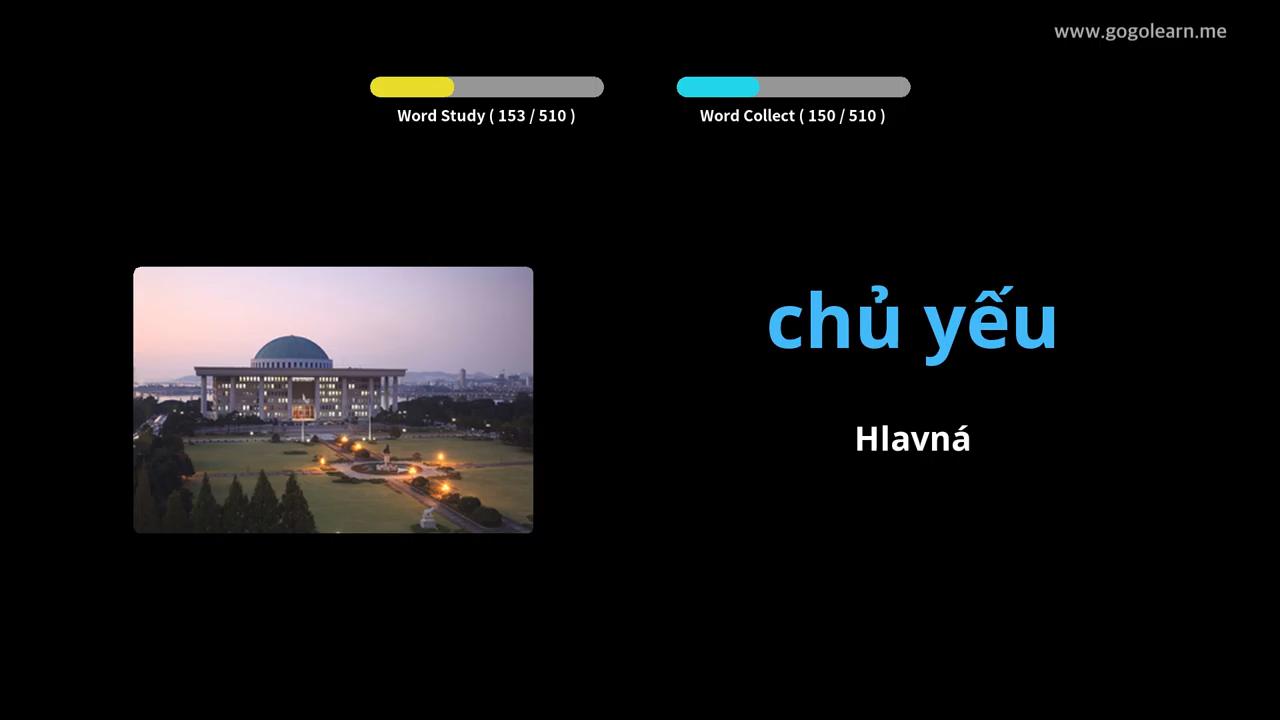 www.gogolearn.me
Word Study ( 153 / 510 )
Word Collect ( 150 / 510 )
chủ yếu
Hlavná